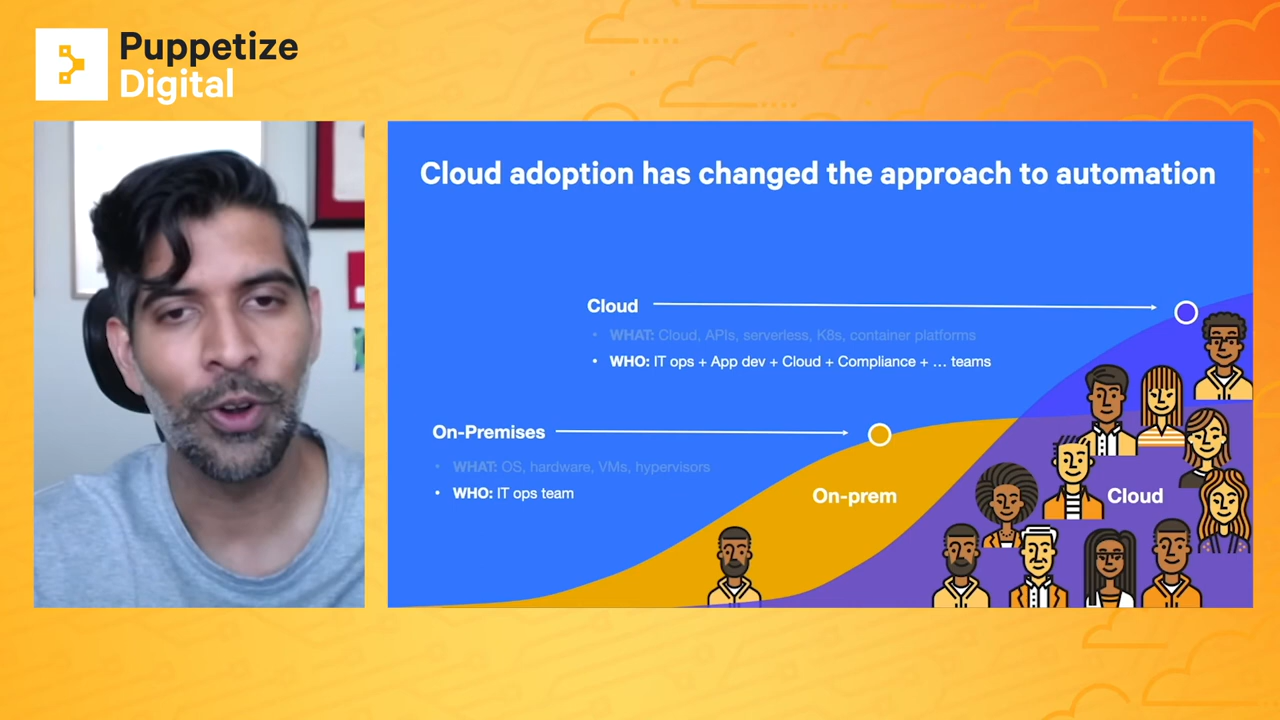 Puppetize
Digital
Cloud adoption has changed the approach to automation
Cloud
• WHAT: Cloud, APIs, serverless, K8s, container platforms
• WHO: IT ops + App dev + Cloud + Compliance + ... teams
On-Premises
• WHAT: OS, hardware, VMs, hypervisors
• WHO: IT ops team
On-prem
Cloud